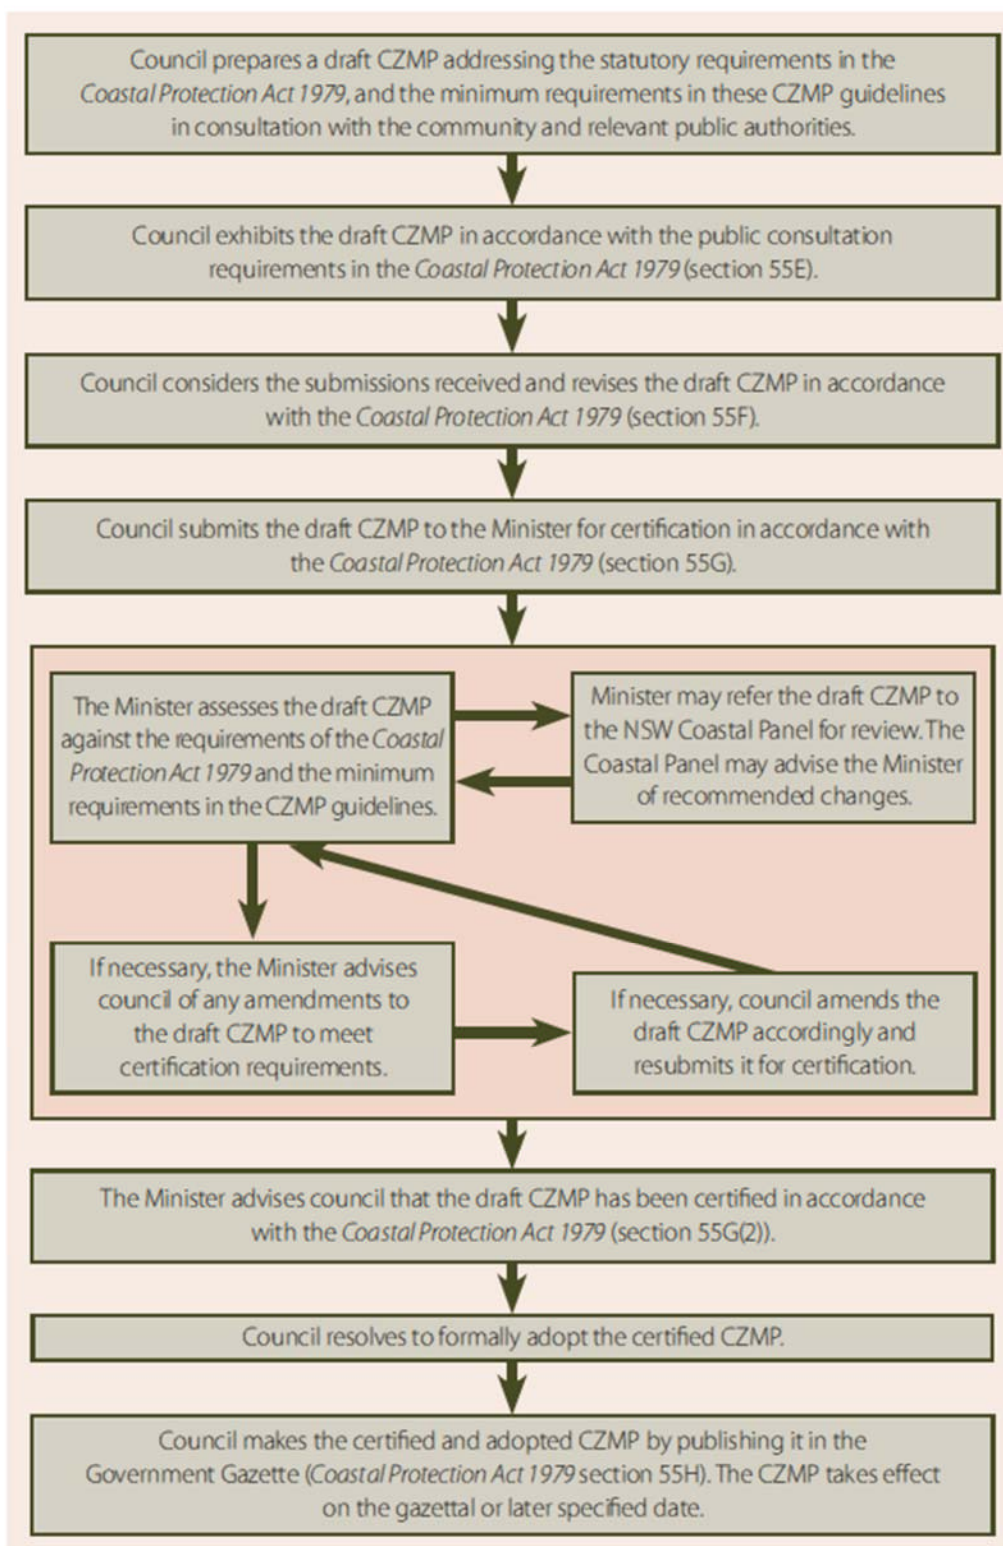 Council prepares a draft CZMP addressing the statutory requirements in the
Coastal Protection Act 1979, and the minimum requirements in these CZMP guidelines
in consultation with the community and relevant public authorities.
Council exhibits the draft CZMP in accordance with the public consultation
requirements in the Coastal Protection Act 1979 (section 55E).
Council considers the submissions received and revises the draft CZMP in accordance
with the Coastal Protection Act 1979 (section 55F).
Council submits the draft CZMP to the Minister for certification in accordance with
the Coastal Protection Act 1979 (section 55G).
The Minister assesses the draft CZMP
against the requirements of the Coastal
Protection Act 1979 and the minimum
requirements in the CZMP guidelines.
Minister may refer the draft CZMP to
the NSW Coastal Panel for review. The
Coastal Panel may advise the Minister
of recommended changes.
If necessary, the Minister advises
council of any amendments to
the draft CZMP to meet
certification requirements.
If necessary, council amends the
draft CZMP accordingly and
resubmits it for certification.
The Minister advises council that the draft CZMP has been certified in accordance
with the Coastal Protection Act 1979 (section 55G(2)).
Council resolves to formally adopt the certified CZMP.
Council makes the certified and adopted CZMP by publishing it in the
Government Gazette (Coastal Protection Act 1979 section 55H). The CZMP takes effect
on the gazettal or later specified date.